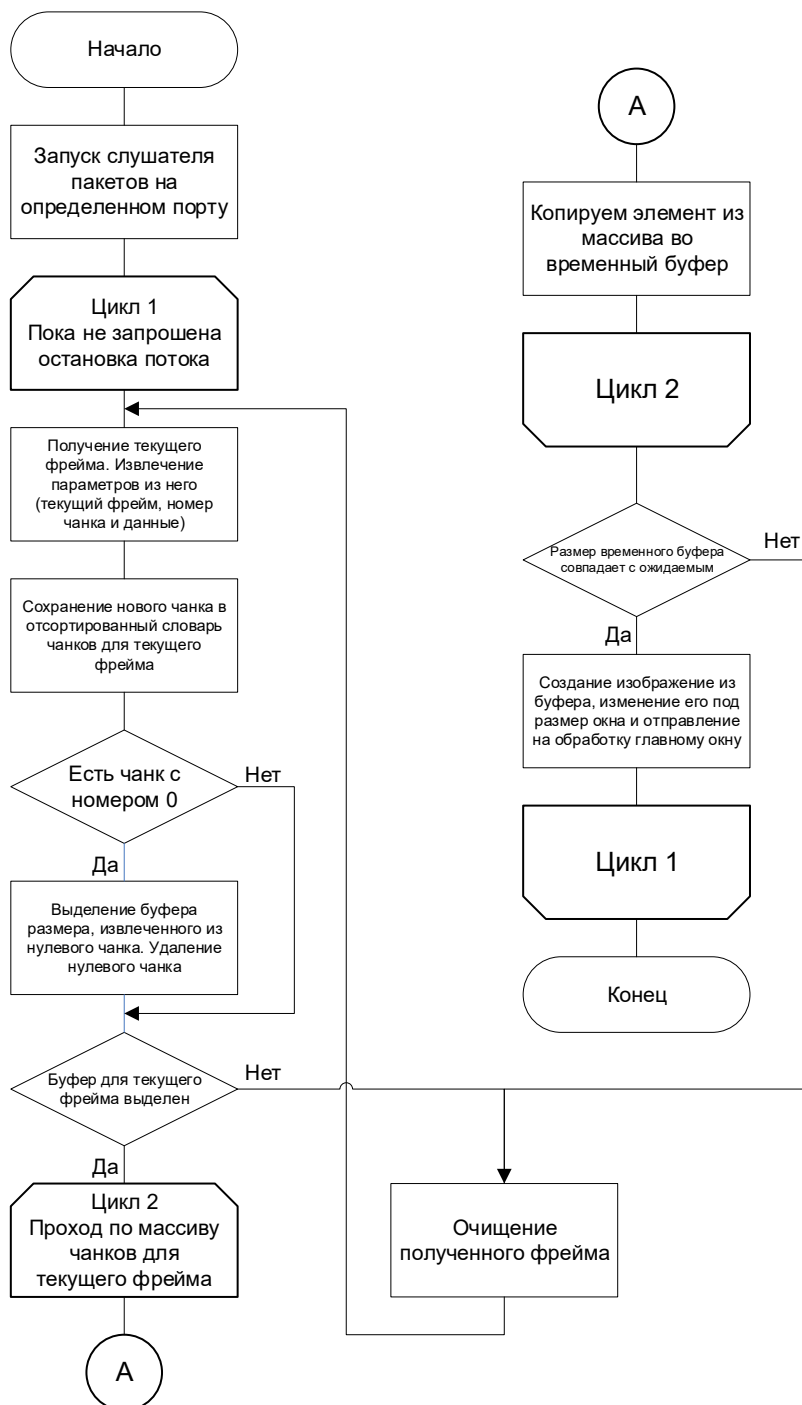 Начало
Запуск слушателя
пакетов на
определенном порту
Цикл 1
Пока не запрошена
остановка потока
Получение текущего
фрейма. Извлечение
параметров из него
(текущий фрейм, номер
чанка и данные)
Сохранение нового чанка в
отсортированный словарь
чанков для текущего
фрейма
Есть чанк с
номером 0
Нет
Да
Выделение буфера
размера, извлеченного из
нулевого чанка. Удаление
нулевого чанка
Буфер для текущего
фрейма выделен
Нет
Да
Цикл 2
Проход по массиву
чанков для
текущего фрейма
А
Очищение
полученного фрейма
А
Копируем элемент из
массива во
временный буфер
Цикл 2
Размер временного буфера
совпадает с ожидаемым
Нет
Да
Создание изображение из
буфера, изменение его под
размер окна и отправление
на обработку главному окну
Цикл 1
Конец